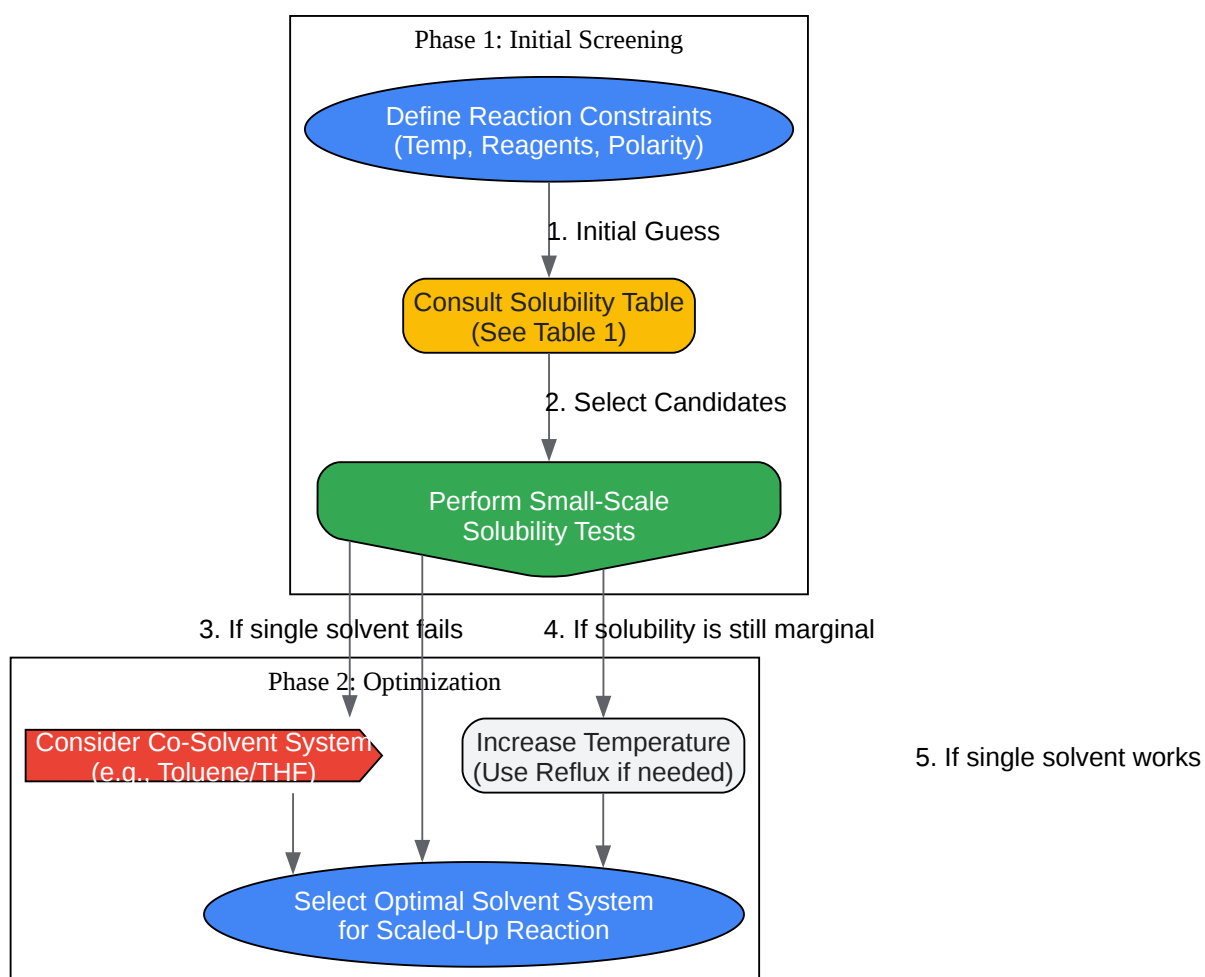 Phase 1: Initial Screening
Define Reaction Constraints
(Temp, Reagents, Polarity)
1. Initial Guess
Consult Solubility Table
(See Table 1)
2. Select Candidates
Perform Small-Scale
Solubility Tests
3. If single solvent fails
4. If solubility is still marginal
Phase 2: Optimization
Consider Co-Solvent System
(e.g., Toluene/THF)
Increase Temperature
(Use Reflux if needed)
5. If single solvent works
Select Optimal Solvent System
for Scaled-Up Reaction